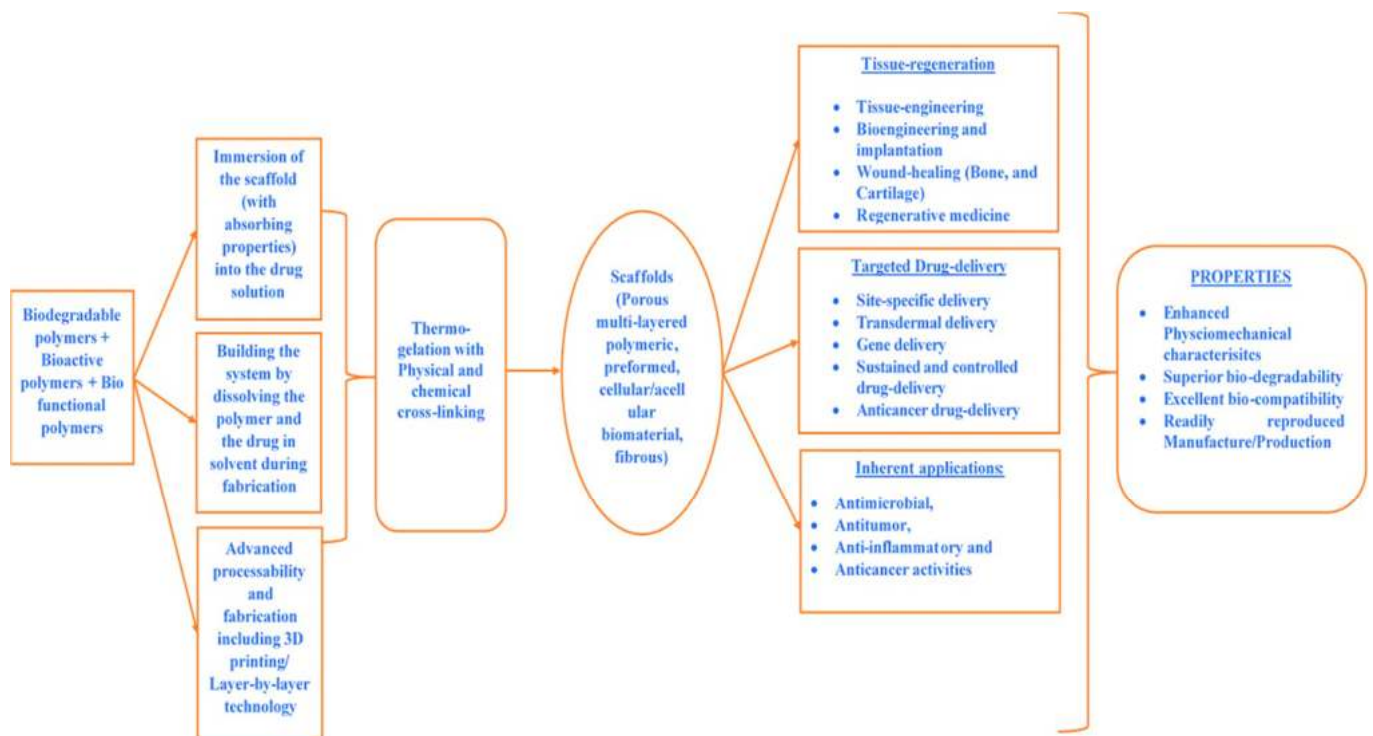 Biodegradable
polymers +
Bioactive
polymers + Bio
functional
polymers
Immersion of
the scaffold
(with
absorbing
properties)
into the drug
solution
Building the
system by
dissolving the
polymer and
the drug in
solvent during
fabrication
Advanced
processability
and
fabrication
including 3D
printing/
Layer-by-layer
technology
Thermo-
gelation with
Physical and
chemical
cross-linking
Scaffolds
(Porous
multi-layered
polymeric,
preformed,
cellular/acell
ular
biomaterial,
fibrous)
Tissue-regeneration
• Tissue-engineering
• Bioengineering and
implantation
• Wound-healing (Bone, and
Cartilage)
• Regenerative medicine
Targeted Drug-delivery
• Site-specific delivery
• Transdermal delivery
• Gene delivery
• Sustained and controlled
drug-delivery
• Anticancer drug-delivery
Inherent applications:
• Antimicrobial,
• Antitumor,
• Anti-inflammatory and
• Anticancer activities
PROPERTIES
• Enhanced
Physciomechanical
characterisitcs
• Superior bio-degradability
• Excellent bio-compatibility
• Readily reproduced
Manufacture/Production